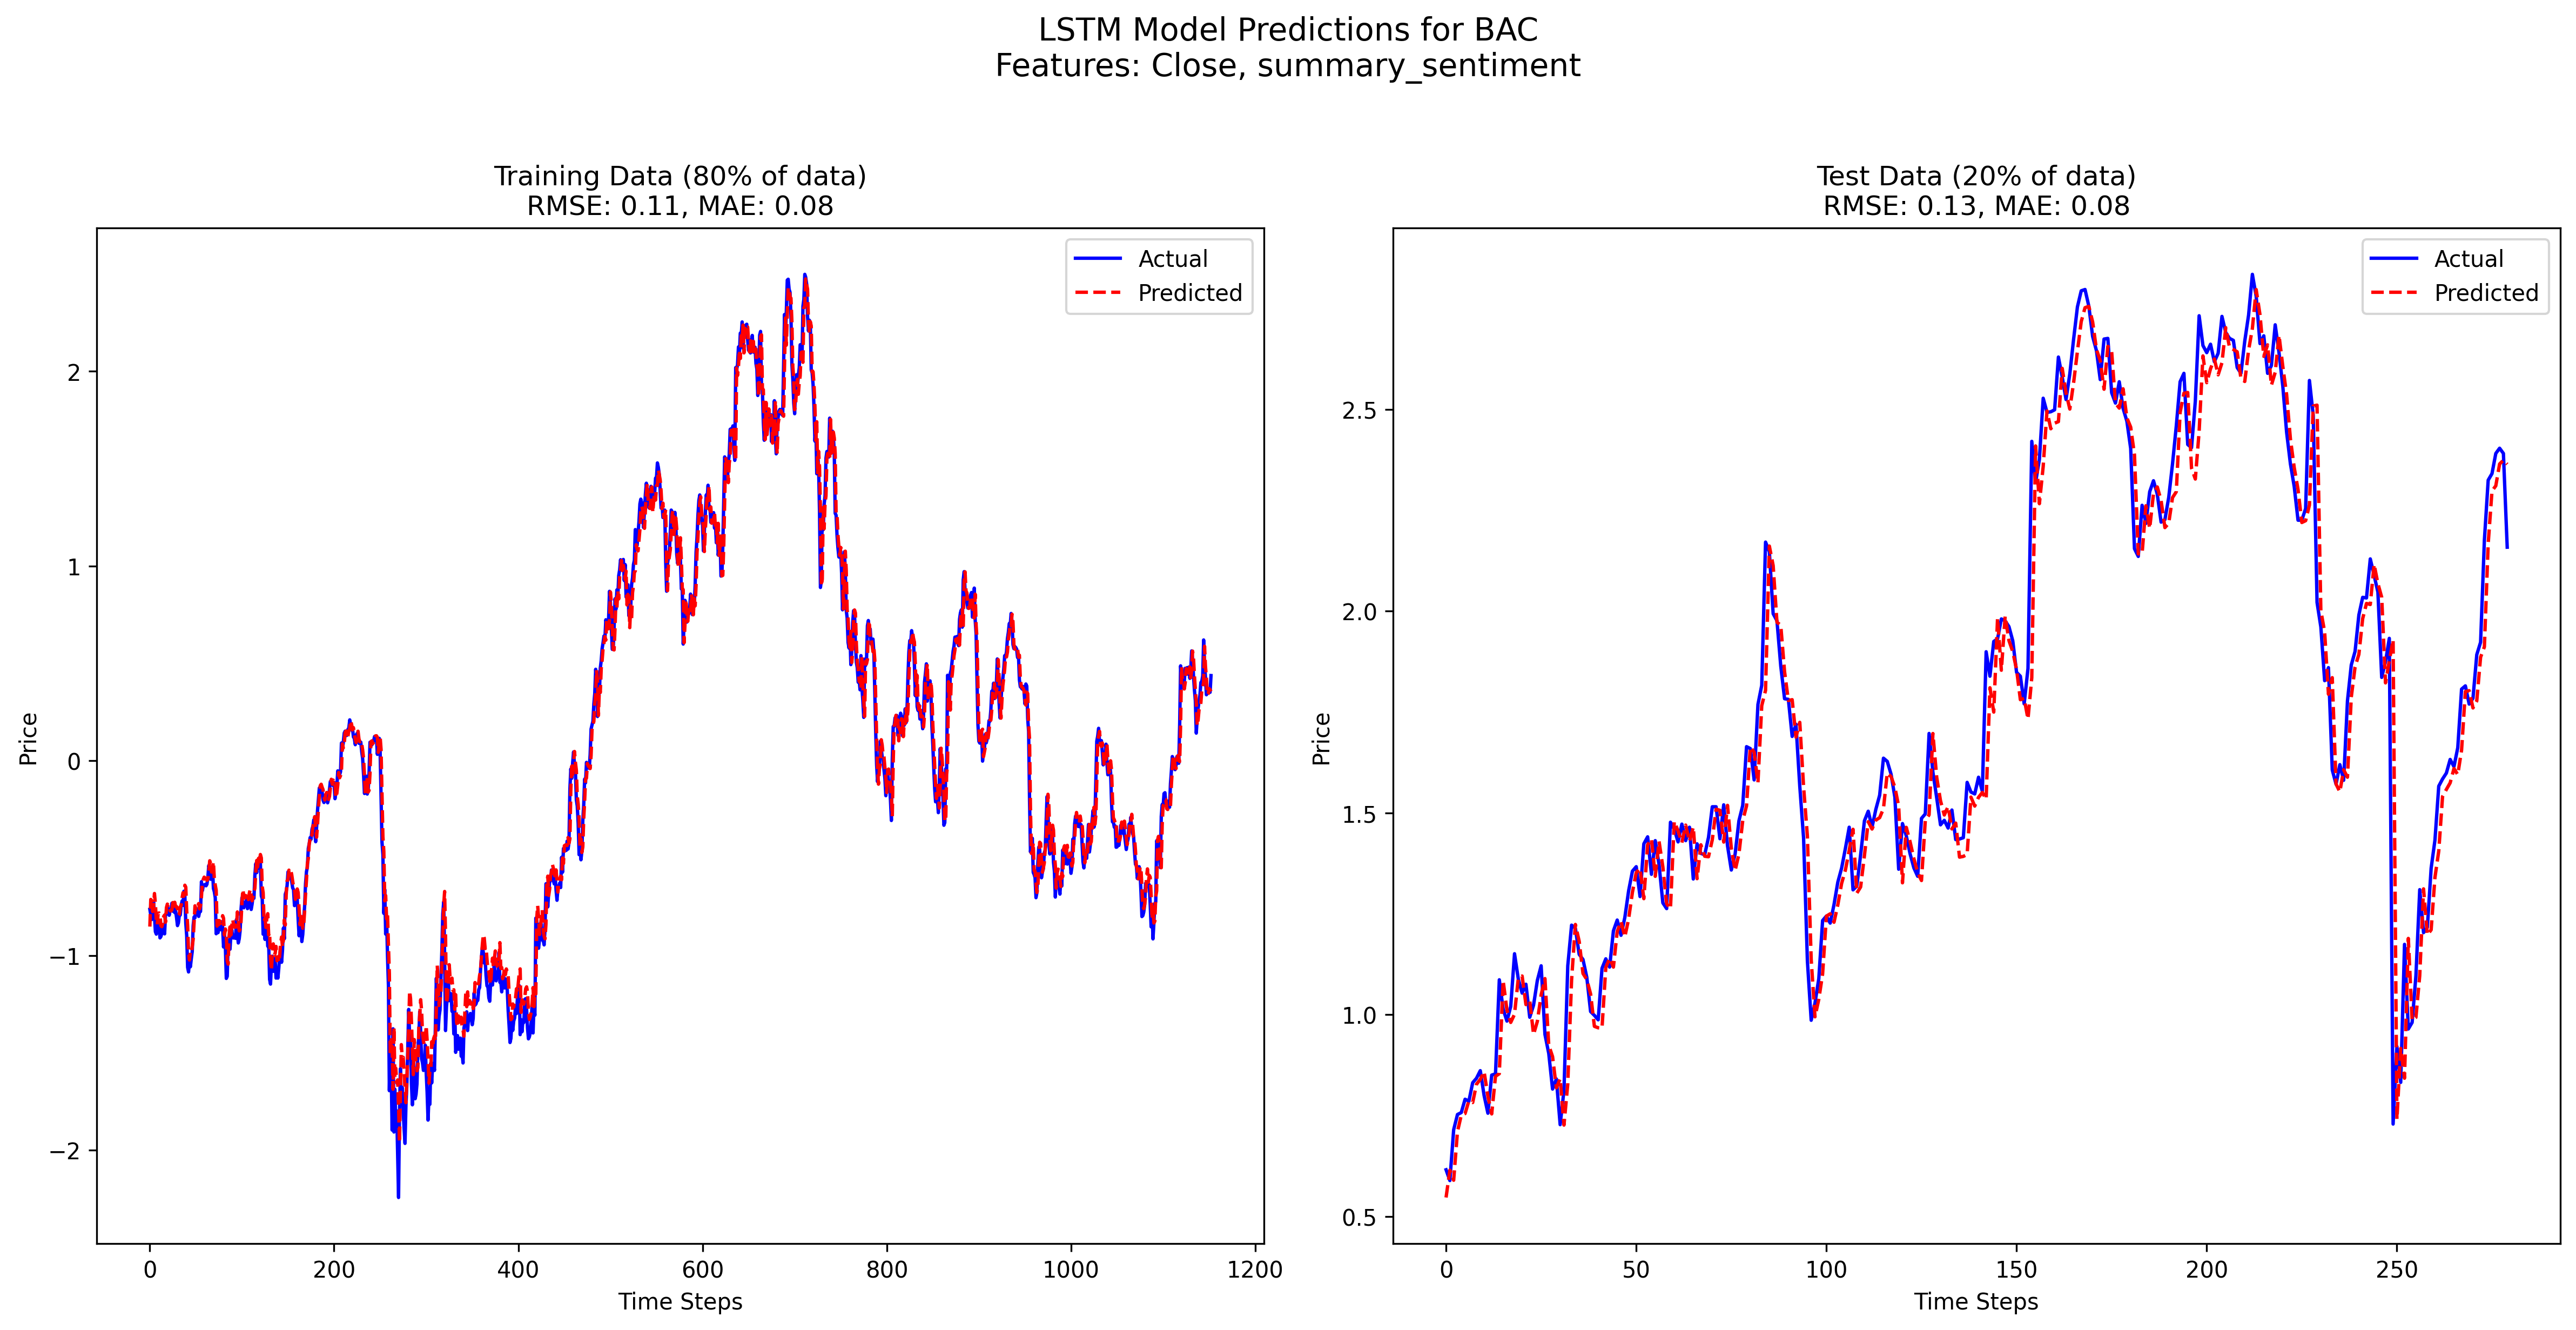 LSTM Model Predictions for BAC
Features: Close, summary_sentiment
Training Data (80% of data)
RMSE: 0.11, MAE: 0.08
Actual
Predicted
Price
2
1
0
−1
−2
0
200
400
600
800
1000
1200
Time Steps
Test Data (20% of data)
RMSE: 0.13, MAE: 0.08
Actual
Predicted
Price
2.5
2.0
1.5
1.0
0.5
0
50
100
150
200
250
Time Steps